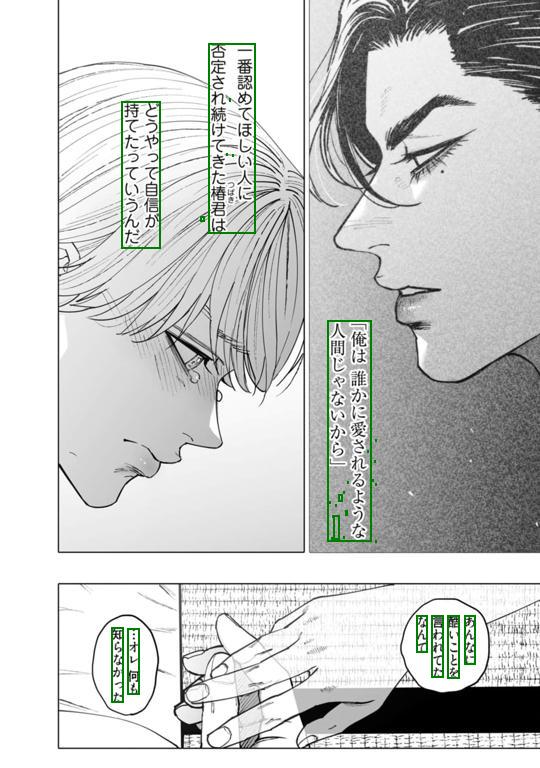 「俺は 誰かに愛されるような
人間じゃないから」
一番認めてほしい人に
否定され続けてきた椿君は
つばき
どうやって自信が
持てたっていうんだ
あんなに
酷いことを
言われてた
なんて
…オレ 何も
知らなかった